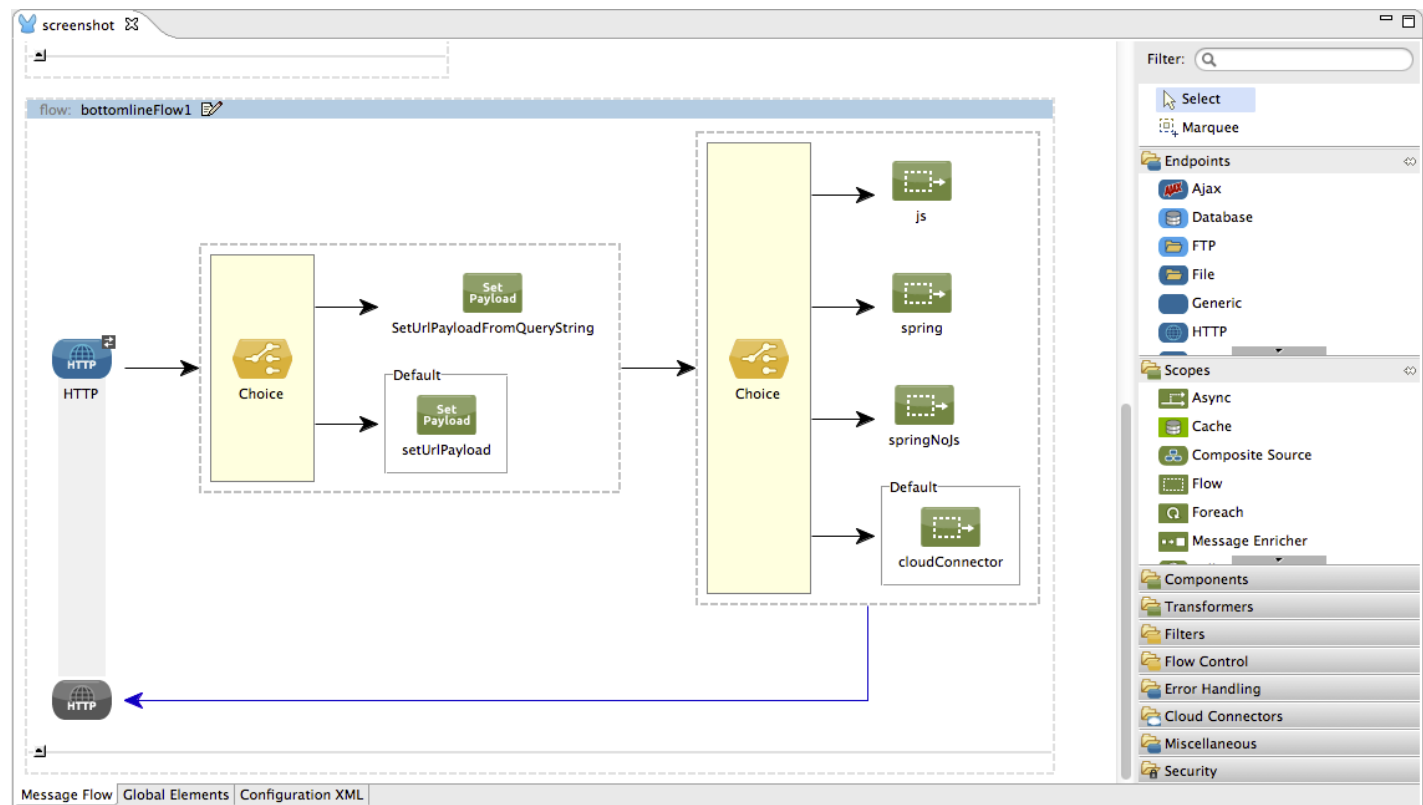 screenshot
flow: bottomlineFlow1
HTTP
HTTP
Choice
Set
Payload
SetUrlPayloadFromQueryString
Default
Set
Payload
setUrlPayload
Choice
js
spring
springNoJs
Default
cloudConnector
HTTP
Filter:
Select
Marquee
Endpoints
AJAX Ajax
Database
FTP
File
Generic
HTTP
Scopes
Async
Cache
Composite Source
Flow
Foreach
Message Enricher
Components
Transformers
Filters
Flow Control
Error Handling
Cloud Connectors
Miscellaneous
Security
Message Flow Global Elements Configuration XML